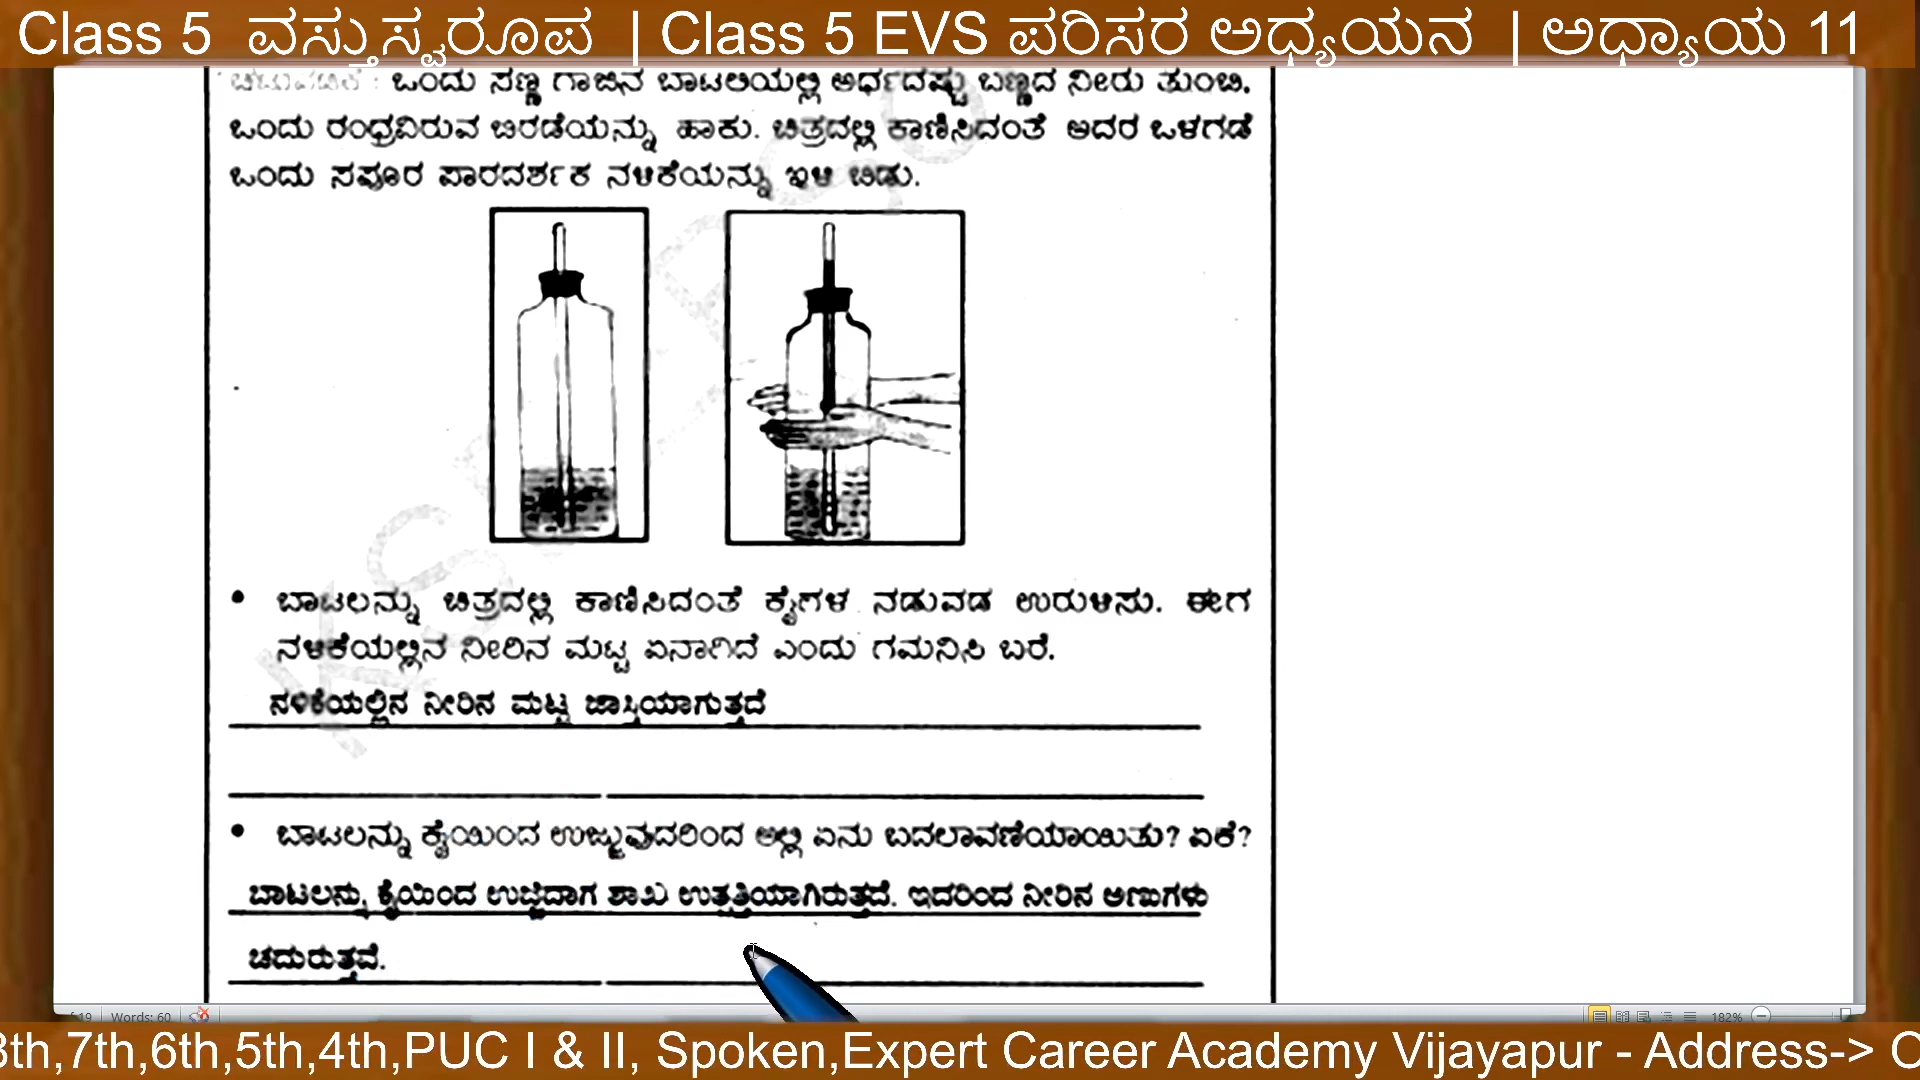 Class 5 ವಸ್ತುಸ್ವರೂಪ | Class 5 EVS ಪರಿಸರ ಅಧ್ಯಯನ | ಅಧ್ಯಾಯ 11
ಒಂದು ಸಣ್ಣ ಗಾಜಿನ ಬಾಟಲಿಯಲ್ಲಿ ಅರ್ಧದಷ್ಟು ಬಣ್ಣದ ನೀರು ತುಂಬಿ.
ಒಂದು ರಂಧ್ರವಿರುವ ಬಿರಡೆಯನ್ನು ಹಾಕು. ಚಿತ್ರದಲ್ಲಿ ಕಾಣಿಸಿದಂತೆ ಅದರ ಒಳಗಡೆ
ಒಂದು ಸಪೂರ ಪಾರದರ್ಶಕ ನಳಿಕೆಯನ್ನು ಇಳಿ ಬಿಡು.
• ಬಾಟಲನ್ನು ಚಿತ್ರದಲ್ಲಿ ಕಾಣಿಸಿದಂತೆ ಕೈಗಳ ನಡುವಡ ಉರುಳಿಸು. ಈಗ
ನಳಿಕೆಯಲ್ಲಿನ ನೀರಿನ ಮಟ್ಟ ಏನಾಗಿದೆ ಎಂದು ಗಮನಿಸಿ ಬರೆ.
ನಳಿಕೆಯಲ್ಲಿನ ನೀರಿನ ಮಟ್ಟ ಜಾಸ್ತಿಯಾಗುತ್ತದೆ
• ಬಾಟಲನ್ನು ಕೈಯಿಂದ ಉಜ್ಜುವುದರಿಂದ ಅಲ್ಲಿ ಏನು ಬದಲಾವಣೆಯಾಯಿತು? ಏಕೆ?
ಬಾಟಲನ್ನು ಕೈಯಿಂದ ಉಜ್ಜಿದಾಗ ಶಾಖ ಉತ್ಪತ್ತಿಯಾಗಿರುತ್ತದೆ. ಇದರಿಂದ ನೀರಿನ ಅಣುಗಳು
ಚದುರುತ್ತವೆ.
Words: 60
182%
8th,7th,6th,5th,4th,PUC I & II, Spoken,Expert Career Academy Vijayapur - Address->